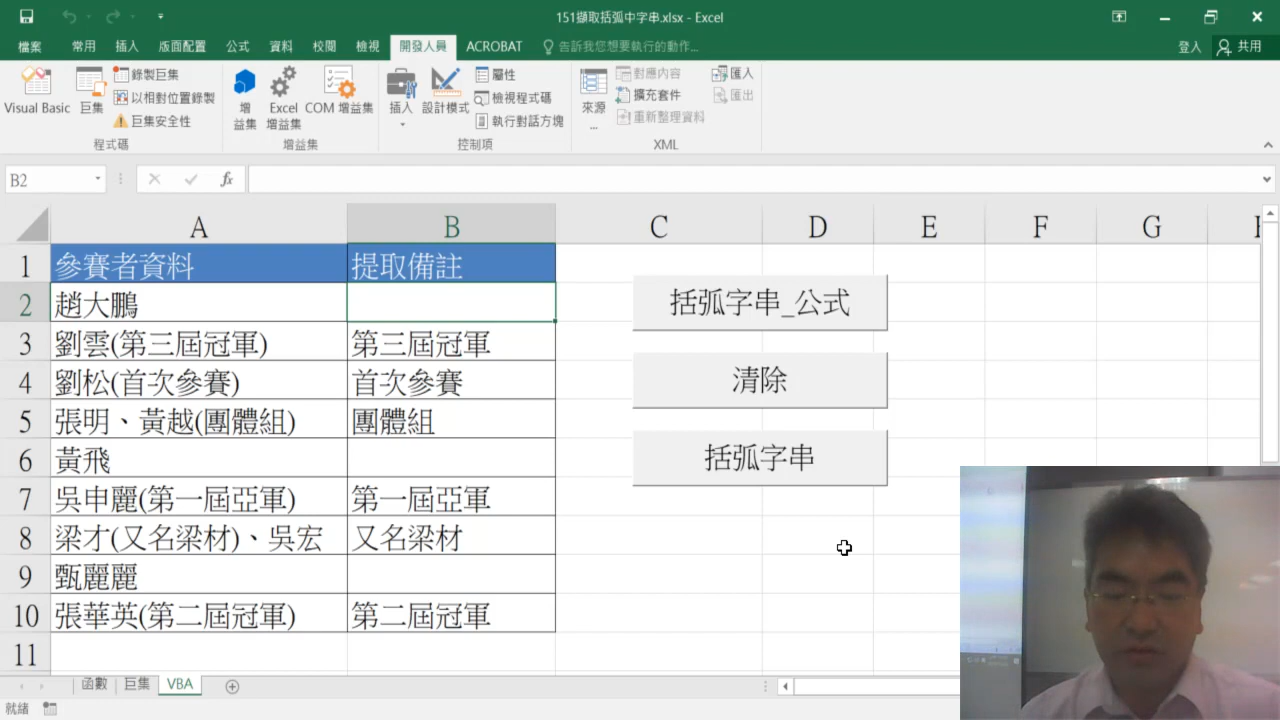 151擷取括弧中字串.xlsx - Excel
檔案 常用 插入 版面配置 公式 資料 校閱 檢視 開發人員 ACROBAT 告訴我您想要執行的動作... 登入 共用
Visual Basic 巨集 錄製巨集 以相對位置錄製 巨集安全性
增益集 Excel 增益集 COM 增益集
插入 設計模式 屬性 檢視程式碼 執行對話方塊
來源... 對應內容 擴充套件 重新整理資料 匯入 匯出
程式碼 增益集 控制項 XML
B2 fx
A B C D E F G
1 參賽者資料 提取備註
2 趙大鵬
3 劉雲(第三屆冠軍) 第三屆冠軍
4 劉松(首次參賽) 首次參賽
5 張明、黃越(團體組) 團體組
6 黃飛
7 吳申麗(第一屆亞軍) 第一屆亞軍
8 梁才(又名梁材)、吳宏 又名梁材
9 甄麗麗
10 張華英(第二屆冠軍) 第二屆冠軍
11
括弧字串_公式
清除
括弧字串
函數 巨集 VBA
就緒